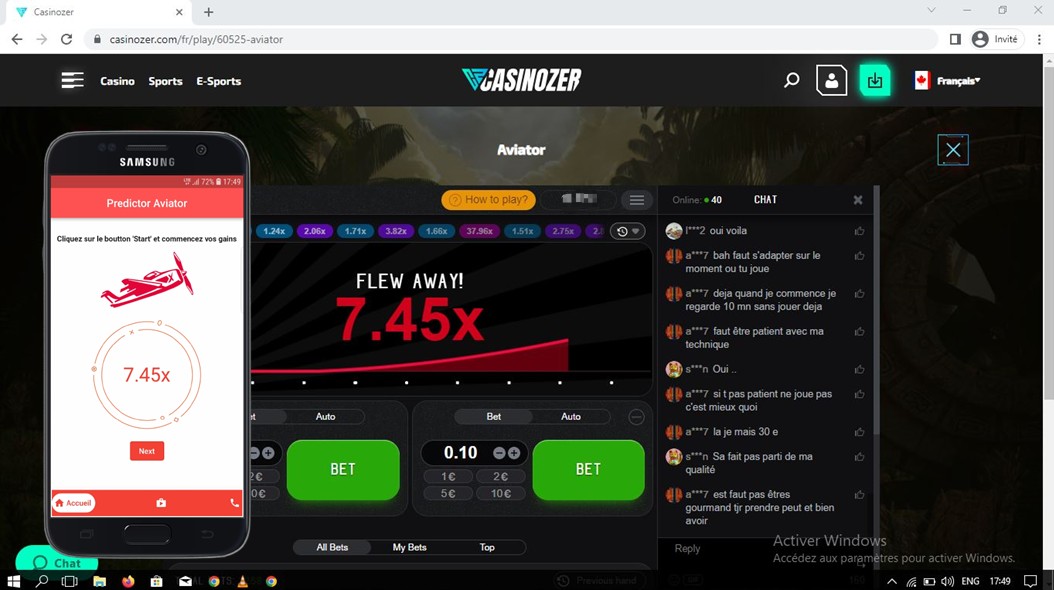 Casinozer
casinozer.com/fr/play/60525-aviator
Invité
Casino Sports E-Sports
CASINOZER
Français
Aviator
SAMSUNG
72% 17:49
Predictor Aviator
Cliquez sur le boutton 'Start' et commencez vos gains
7.45x
Next
Accueil
Chat
How to play?
1.24x 2.06x 1.71x 3.82x 1.66x 37.96x 1.51x 2.75x 2.
FLEW AWAY!
7.45x
et Auto
BET
2€
0€
Bet Auto
0.10
1€ 2€
5€ 10€
BET
All Bets My Bets Top
Previous hand
Online: 40 CHAT
l***2 oui voila
a***7 bah faut s'adapter sur le
moment ou tu joue
a***7 deja quand je commence je
regarde 10 mn sans jouer deja
a***7 faut être patient avec ma
technique
s***n Oui ..
a***7 si t pas patient ne joue pas
c'est mieux quoi
a***7 la je mais 30 e
s***n Sa fait pas parti de ma
qualité
a***7 est faut pas êtres
gourmand tjr prendre peut et bien
avoir
Reply
160
Activer Windows
Accédez aux paramètres pour activer Windows.
ENG 17:49